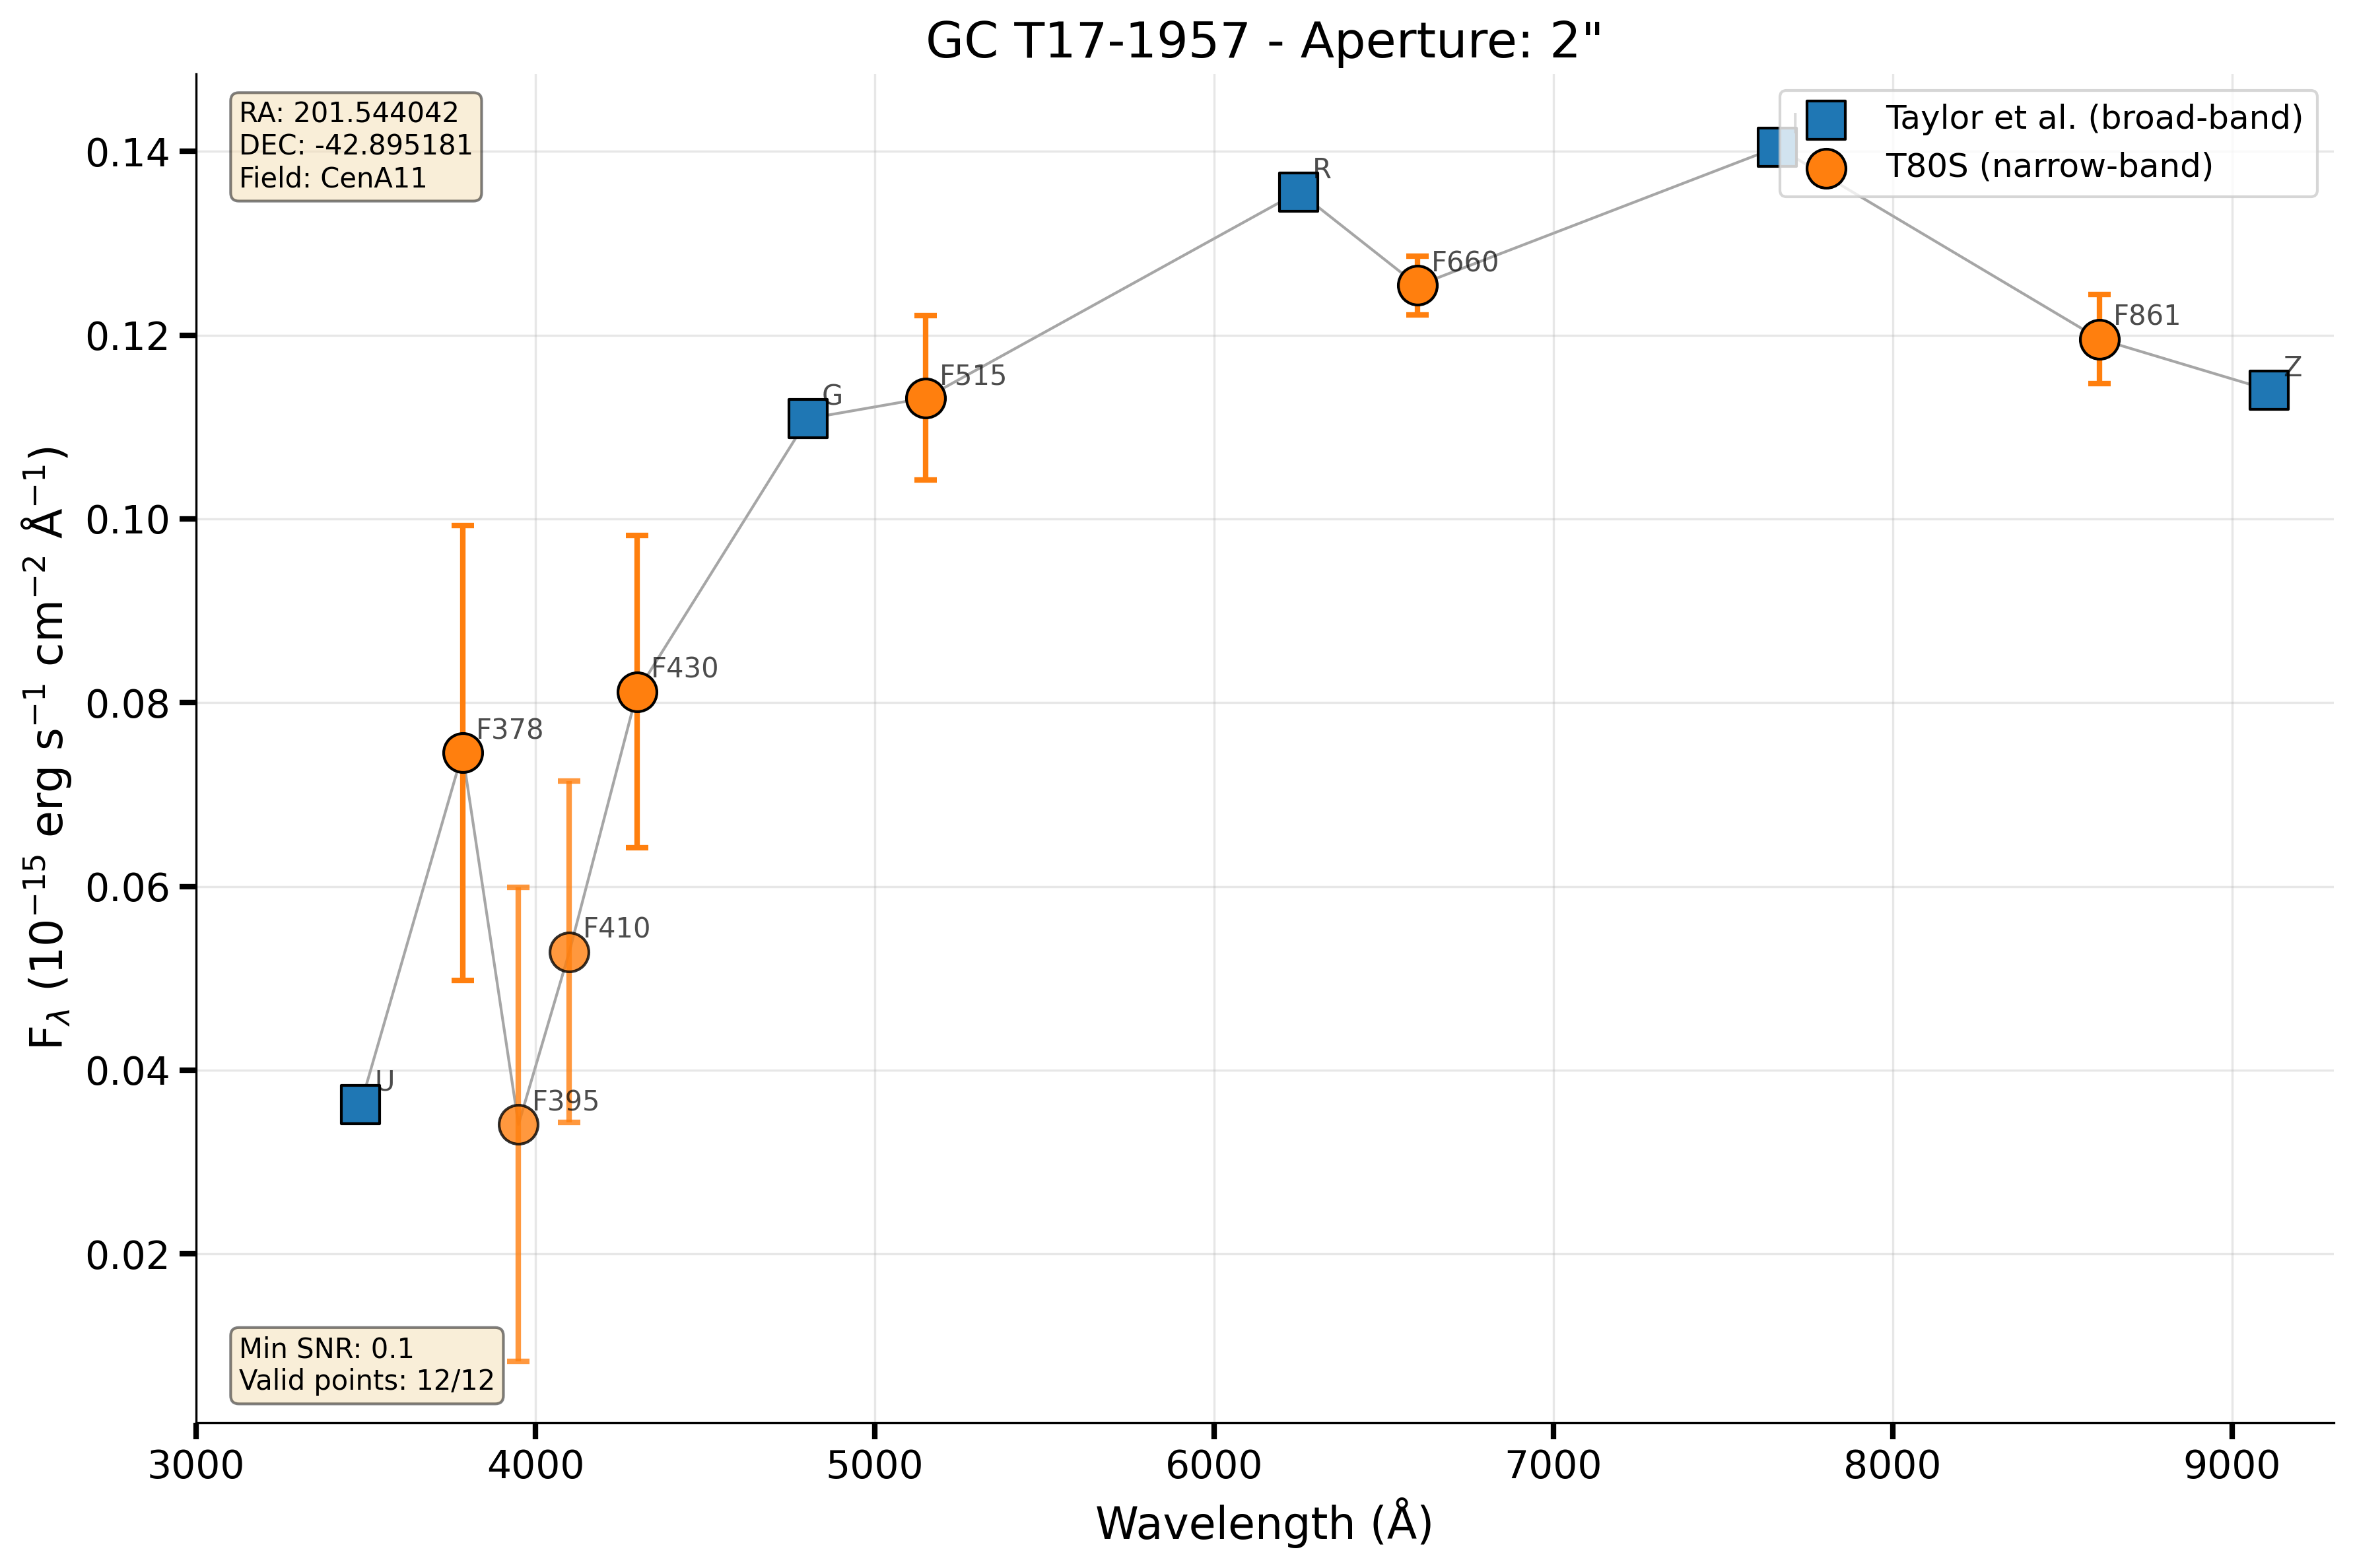 GC T17-1957 - Aperture: 2"
RA: 201.544042
DEC: -42.895181
Field: CenA11
Taylor et al. (broad-band)
T80S (narrow-band)
0.14
0.12
0.10
0.08
0.06
0.04
0.02
F_λ (10⁻¹⁵ erg s⁻¹ cm⁻² Å⁻¹)
R
F660
F861
Z
F515
G
F430
F378
F410
F395
U
Min SNR: 0.1
Valid points: 12/12
3000 4000 5000 6000 7000 8000 9000
Wavelength (Å)